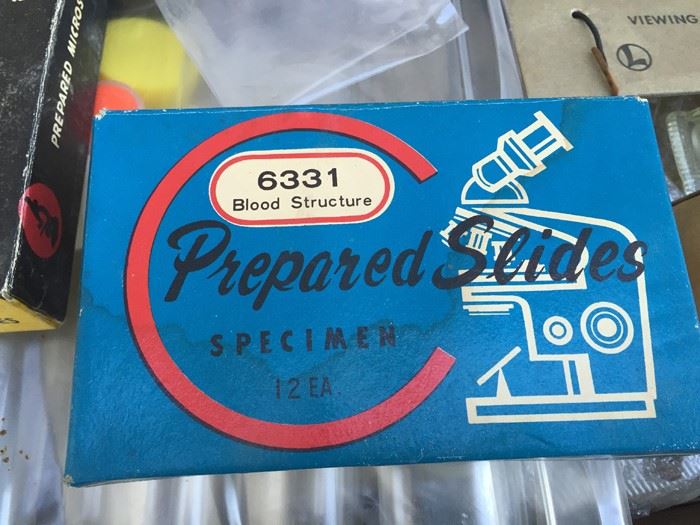 PREPARED MICROS
VIEWING
L
6331
Blood Structure
Prepared Slides
SPECIMEN
12 EA.